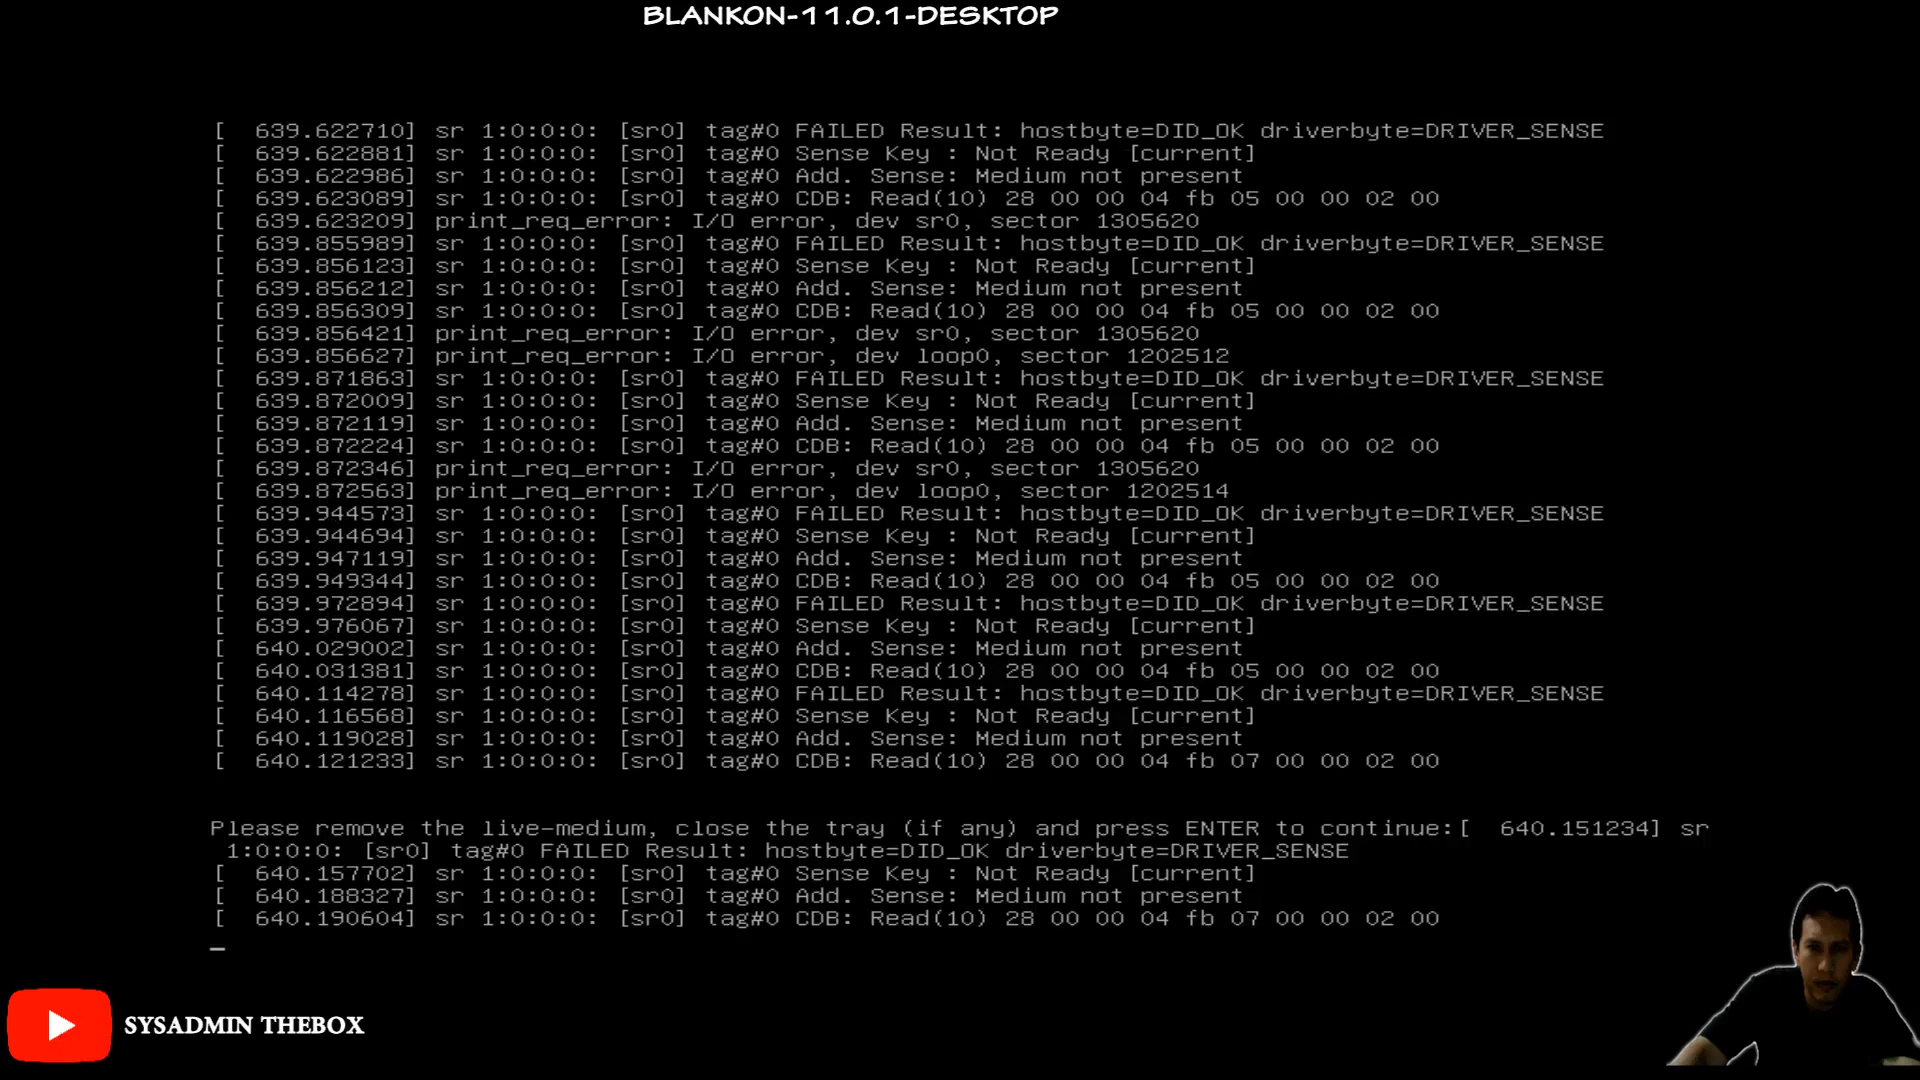 BLANKON-11.0.1-DESKTOP
[  639.622710] sr 1:0:0:0: [sr0] tag#0 FAILED Result: hostbyte=DID_OK driverbyte=DRIVER_SENSE
[  639.622881] sr 1:0:0:0: [sr0] tag#0 Sense Key : Not Ready [current]
[  639.622986] sr 1:0:0:0: [sr0] tag#0 Add. Sense: Medium not present
[  639.623089] sr 1:0:0:0: [sr0] tag#0 CDB: Read(10) 28 00 00 04 fb 05 00 00 02 00
[  639.623209] print_req_error: I/O error, dev sr0, sector 1305620
[  639.855989] sr 1:0:0:0: [sr0] tag#0 FAILED Result: hostbyte=DID_OK driverbyte=DRIVER_SENSE
[  639.856123] sr 1:0:0:0: [sr0] tag#0 Sense Key : Not Ready [current]
[  639.856212] sr 1:0:0:0: [sr0] tag#0 Add. Sense: Medium not present
[  639.856309] sr 1:0:0:0: [sr0] tag#0 CDB: Read(10) 28 00 00 04 fb 05 00 00 02 00
[  639.856421] print_req_error: I/O error, dev sr0, sector 1305620
[  639.856627] print_req_error: I/O error, dev loop0, sector 1202512
[  639.871863] sr 1:0:0:0: [sr0] tag#0 FAILED Result: hostbyte=DID_OK driverbyte=DRIVER_SENSE
[  639.872009] sr 1:0:0:0: [sr0] tag#0 Sense Key : Not Ready [current]
[  639.872119] sr 1:0:0:0: [sr0] tag#0 Add. Sense: Medium not present
[  639.872224] sr 1:0:0:0: [sr0] tag#0 CDB: Read(10) 28 00 00 04 fb 05 00 00 02 00
[  639.872346] print_req_error: I/O error, dev sr0, sector 1305620
[  639.872563] print_req_error: I/O error, dev loop0, sector 1202514
[  639.944573] sr 1:0:0:0: [sr0] tag#0 FAILED Result: hostbyte=DID_OK driverbyte=DRIVER_SENSE
[  639.944694] sr 1:0:0:0: [sr0] tag#0 Sense Key : Not Ready [current]
[  639.947119] sr 1:0:0:0: [sr0] tag#0 Add. Sense: Medium not present
[  639.949344] sr 1:0:0:0: [sr0] tag#0 CDB: Read(10) 28 00 00 04 fb 05 00 00 02 00
[  639.972894] sr 1:0:0:0: [sr0] tag#0 FAILED Result: hostbyte=DID_OK driverbyte=DRIVER_SENSE
[  639.976067] sr 1:0:0:0: [sr0] tag#0 Sense Key : Not Ready [current]
[  640.029002] sr 1:0:0:0: [sr0] tag#0 Add. Sense: Medium not present
[  640.031381] sr 1:0:0:0: [sr0] tag#0 CDB: Read(10) 28 00 00 04 fb 05 00 00 02 00
[  640.114278] sr 1:0:0:0: [sr0] tag#0 FAILED Result: hostbyte=DID_OK driverbyte=DRIVER_SENSE
[  640.116568] sr 1:0:0:0: [sr0] tag#0 Sense Key : Not Ready [current]
[  640.119028] sr 1:0:0:0: [sr0] tag#0 Add. Sense: Medium not present
[  640.121233] sr 1:0:0:0: [sr0] tag#0 CDB: Read(10) 28 00 00 04 fb 07 00 00 02 00
Please remove the live-medium, close the tray (if any) and press ENTER to continue:[  640.151234] sr
1:0:0:0: [sr0] tag#0 FAILED Result: hostbyte=DID_OK driverbyte=DRIVER_SENSE
[  640.157702] sr 1:0:0:0: [sr0] tag#0 Sense Key : Not Ready [current]
[  640.188327] sr 1:0:0:0: [sr0] tag#0 Add. Sense: Medium not present
[  640.190604] sr 1:0:0:0: [sr0] tag#0 CDB: Read(10) 28 00 00 04 fb 07 00 00 02 00
_
SYSADMIN THEBOX